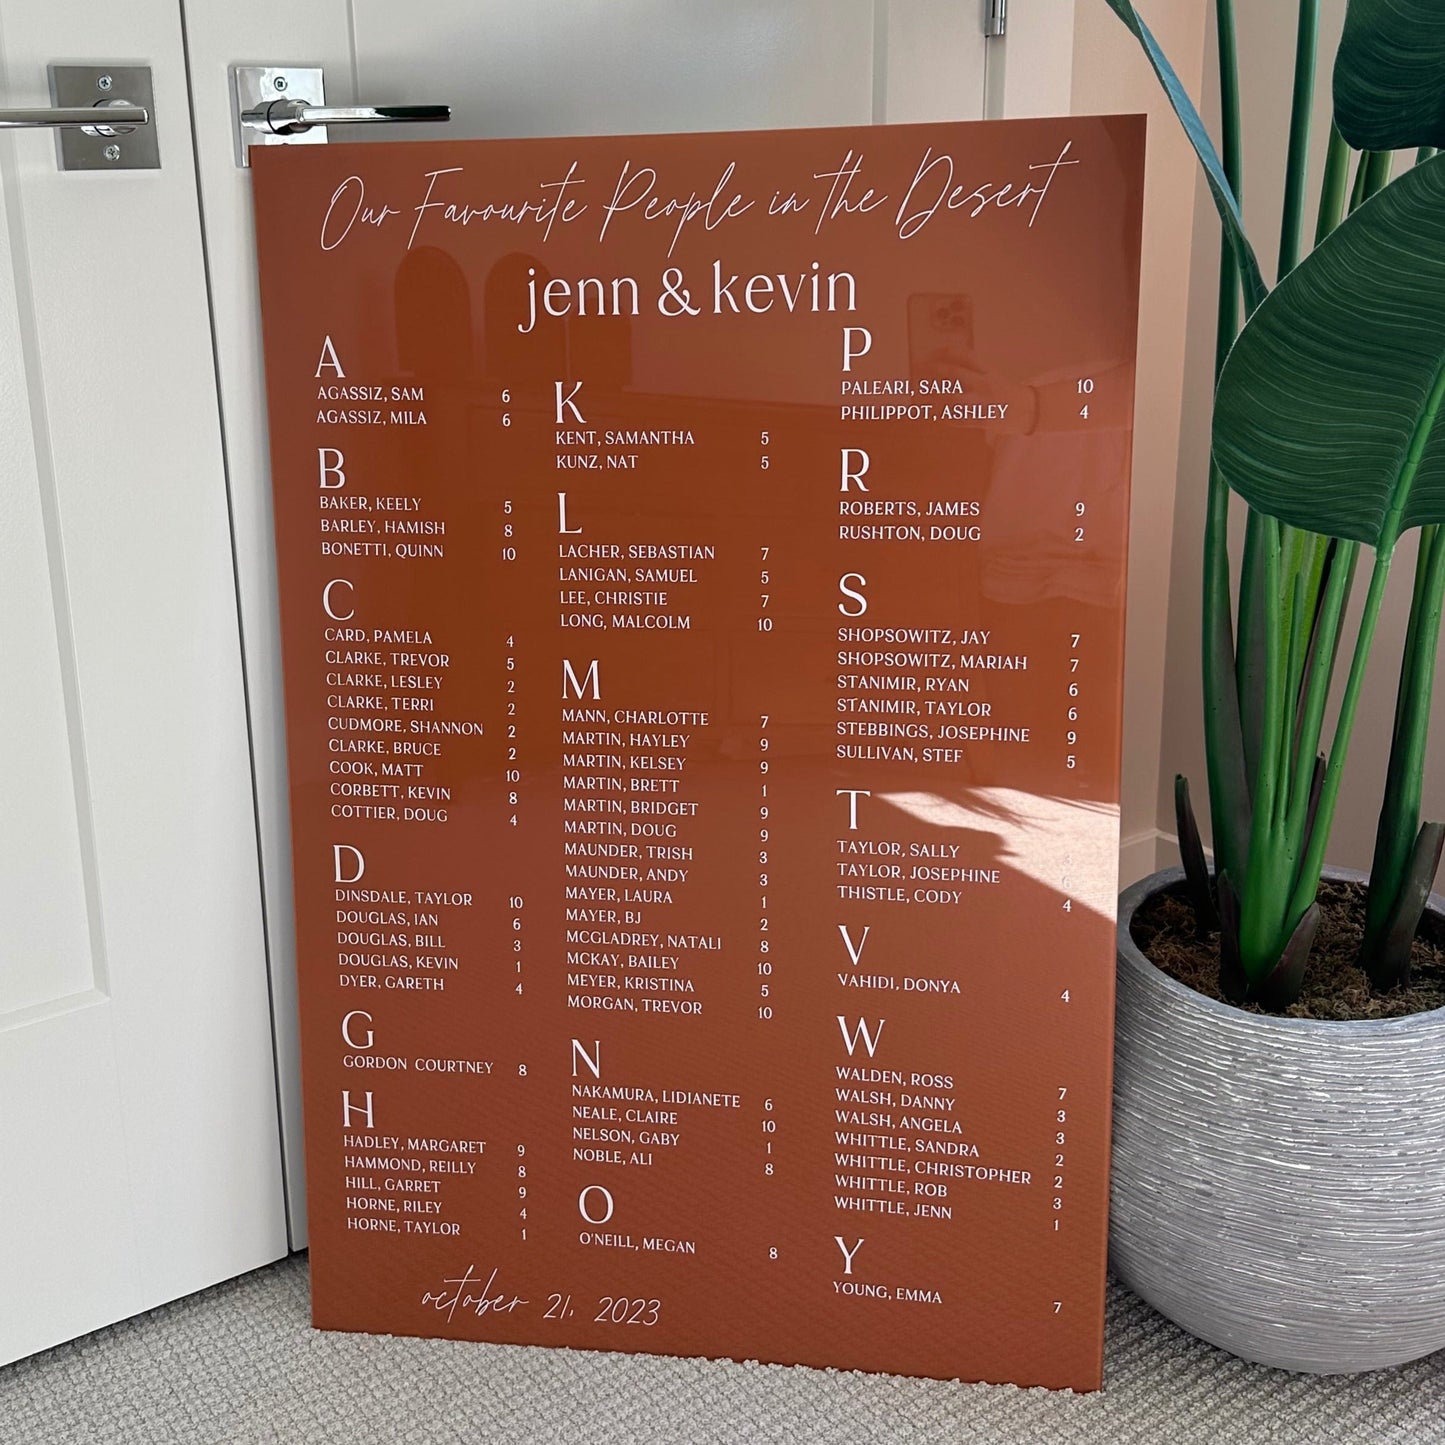 Our Favourite People in the Desert
jenn & kevin
A
AGASSIZ, SAM 6
AGASSIZ, MILA 6
B
BAKER, KEELY 5
BARLEY, HAMISH 8
BONETTI, QUINN 10
C
CARD, PAMELA 4
CLARKE, TREVOR 5
CLARKE, LESLEY 2
CLARKE, TERRI 2
CUDMORE, SHANNON 2
CLARKE, BRUCE 2
COOK, MATT 10
CORBETT, KEVIN 8
COTTIER, DOUG 4
D
DINSDALE, TAYLOR 10
DOUGLAS, IAN 6
DOUGLAS, BILL 3
DOUGLAS, KEVIN 1
DYER, GARETH 4
G
GORDON COURTNEY 8
H
HADLEY, MARGARET 9
HAMMOND, REILLY 8
HILL, GARRET 9
HORNE, RILEY 4
HORNE, TAYLOR 1
K
KENT, SAMANTHA 5
KUNZ, NAT 5
L
LACHER, SEBASTIAN 7
LANIGAN, SAMUEL 5
LEE, CHRISTIE 7
LONG, MALCOLM 10
M
MANN, CHARLOTTE 7
MARTIN, HAYLEY 9
MARTIN, KELSEY 9
MARTIN, BRETT 1
MARTIN, BRIDGET 9
MARTIN, DOUG 9
MAUNDER, TRISH 3
MAUNDER, ANDY 3
MAYER, LAURA 1
MAYER, BJ 2
MCGLADREY, NATALI 8
MCKAY, BAILEY 10
MEYER, KRISTINA 5
MORGAN, TREVOR 10
N
NAKAMURA, LIDIANETE 6
NEALE, CLAIRE 10
NELSON, GABY 1
NOBLE, ALI 8
O
O'NEILL, MEGAN 8
P
PALEARI, SARA 10
PHILIPPOT, ASHLEY 4
R
ROBERTS, JAMES 9
RUSHTON, DOUG 2
S
SHOPSOWITZ, JAY 7
SHOPSOWITZ, MARIAH 7
STANIMIR, RYAN 6
STANIMIR, TAYLOR 6
STEBBINGS, JOSEPHINE 9
SULLIVAN, STEF 5
T
TAYLOR, SALLY
TAYLOR, JOSEPHINE
THISTLE, CODY 4
V
VAHIDI, DONYA 4
W
WALDEN, ROSS 7
WALSH, DANNY 3
WALSH, ANGELA 3
WHITTLE, SANDRA 2
WHITTLE, CHRISTOPHER 2
WHITTLE, ROB 3
WHITTLE, JENN 1
Y
YOUNG, EMMA 7
october 21, 2023